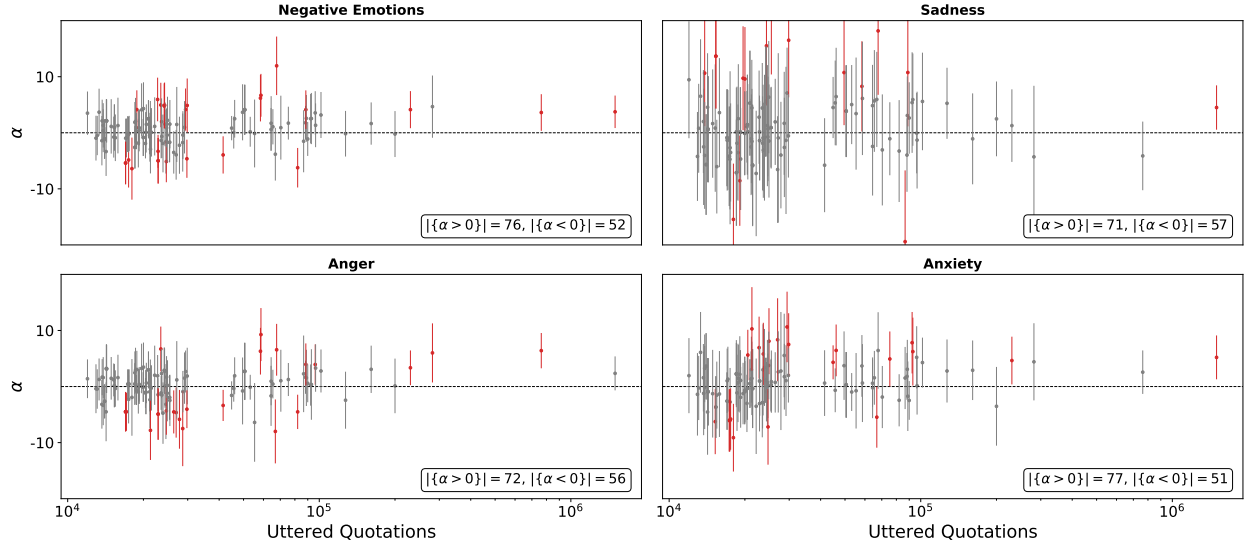 Negative Emotions
Sadness
10
-10
α
|{α > 0}| = 76, |{α < 0}| = 52
|{α > 0}| = 71, |{α < 0}| = 57
Anger
Anxiety
10
-10
α
|{α > 0}| = 72, |{α < 0}| = 56
|{α > 0}| = 77, |{α < 0}| = 51
10⁴ 10⁵ 10⁶
10⁴ 10⁵ 10⁶
Uttered Quotations
Uttered Quotations